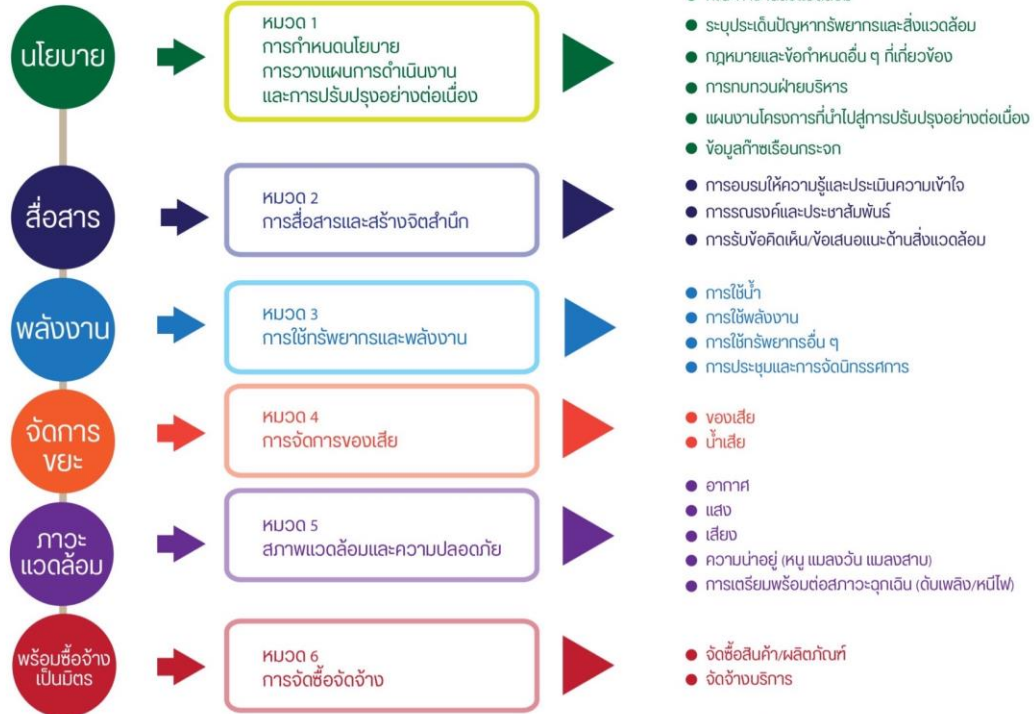 นโยบาย
หมวด 1
การกำหนดนโยบาย
การวางแผนการดำเนินงาน
และการปรับปรุงอย่างต่อเนื่อง
ระบุประเด็นปัญหาทรัพยากรและสิ่งแวดล้อม
กฎหมายและข้อกำหนดอื่น ๆ ที่เกี่ยวข้อง
การทบทวนฝ่ายบริหาร
แผนงานโครงการที่นำไปสู่การปรับปรุงอย่างต่อเนื่อง
ข้อมูลก๊าซเรือนกระจก
สื่อสาร
หมวด 2
การสื่อสารและสร้างจิตสำนึก
การอบรมให้ความรู้และประเมินความเข้าใจ
การรณรงค์และประชาสัมพันธ์
การรับข้อคิดเห็น/ข้อเสนอแนะด้านสิ่งแวดล้อม
พลังงาน
หมวด 3
การใช้ทรัพยากรและพลังงาน
การใช้น้ำ
การใช้พลังงาน
การใช้ทรัพยากรอื่น ๆ
การประชุมและการจัดนิทรรศการ
จัดการ
ขยะ
หมวด 4
การจัดการของเสีย
ของเสีย
น้ำเสีย
ภาวะ
แวดล้อม
หมวด 5
สภาพแวดล้อมและความปลอดภัย
อากาศ
แสง
เสียง
ความน่าอยู่ (หนู แมลงวัน แมลงสาบ)
การเตรียมพร้อมต่อสภาวะฉุกเฉิน (ดับเพลิง/หนีไฟ)
พร้อมซื้อจ้าง
เป็นมิตร
หมวด 6
การจัดซื้อจัดจ้าง
จัดซื้อสินค้า/ผลิตภัณฑ์
จัดจ้างบริการ